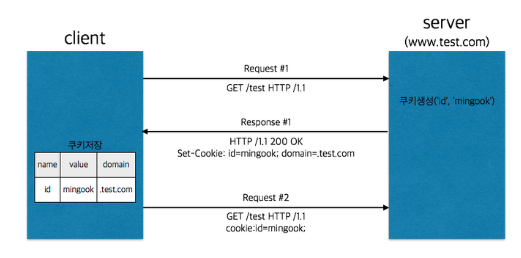 client
server
(www.test.com)
Request #1
GET /test HTTP /1.1
쿠키생성('id', 'mingook')
Response #1
HTTP /1.1 200 OK
Set-Cookie: id=mingook; domain=.test.com
쿠키저장
name value domain
id mingook .test.com
Request #2
GET /test HTTP /1.1
cookie:id=mingook;